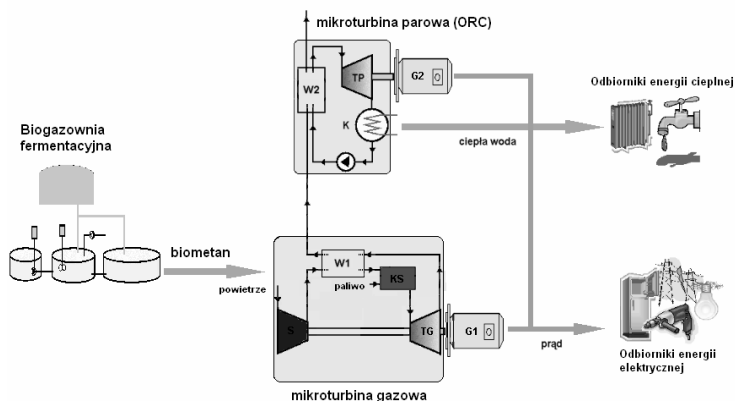 mikroturbina parowa (ORC)
TP
G2
W2
K
Odbiorniki energii cieplnej
ciepła woda
Biogazownia
fermentacyjna
biometan
powietrze
W1
paliwo
KS
S
TG
G1
prąd
Odbiorniki energii
elektrycznej
mikroturbina gazowa